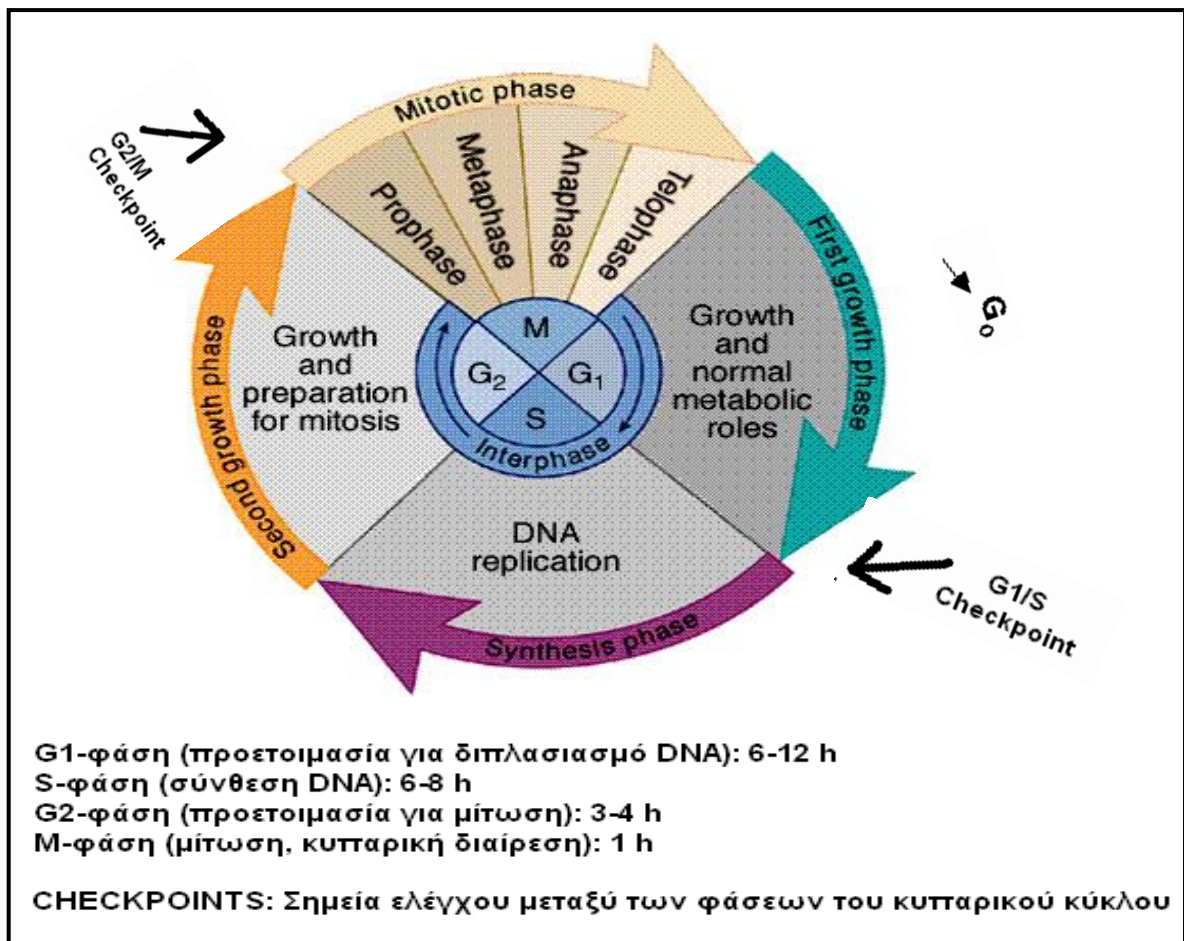 Mitotic phase
G2/M
Checkpoint
Prophase
Metaphase
Anaphase
Telophase
First growth phase
G₀
Second growth phase
Growth
and
preparation
for mitosis
M
G₂
G₁
S
Interphase
Growth
and
normal
metabolic
roles
DNA
replication
Synthesis phase
G1/S
Checkpoint
G1-φάση (προετοιμασία για διπλασιασμό DNA): 6-12 h
S-φάση (σύνθεση DNA): 6-8 h
G2-φάση (προετοιμασία για μίτωση): 3-4 h
M-φάση (μίτωση, κυτταρική διαίρεση): 1 h
CHECKPOINTS: Σημεία ελέγχου μεταξύ των φάσεων του κυτταρικού κύκλου